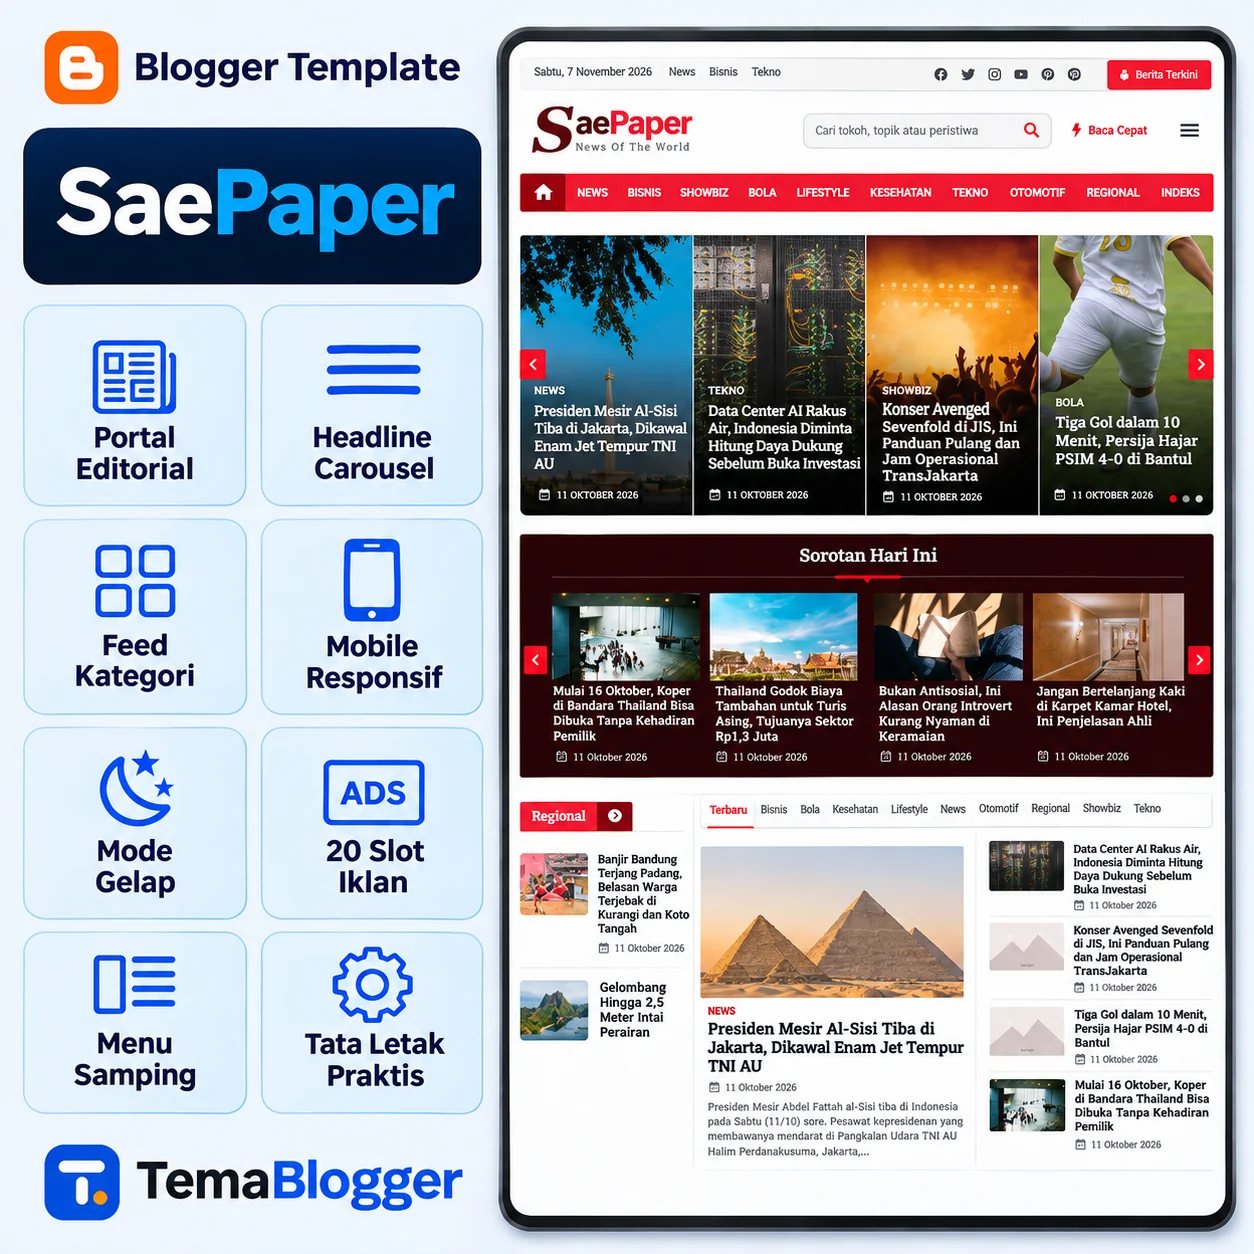 Blogger Template
SaePaper
Portal
Editorial
Headline
Carousel
Feed
Kategori
Mobile
Responsif
Mode
Gelap
ADS
20 Slot
Iklan
Menu
Samping
Tata Letak
Praktis
TemaBlogger
Sabtu, 7 November 2026 News Bisnis Tekno
Berita Terkini
SaePaper
News Of The World
Cari tokoh, topik atau peristiwa
Baca Cepat
NEWS BISNIS SHOWBIZ BOLA LIFESTYLE KESEHATAN TEKNO OTOMOTIF REGIONAL INDEKS
NEWS
Presiden Mesir Al-Sisi
Tiba di Jakarta, Dikawal
Enam Jet Tempur TNI
AU
11 OKTOBER 2026
TEKNO
Data Center AI Rakus
Air, Indonesia Diminta
Hitung Daya Dukung
Sebelum Buka Investasi
11 OKTOBER 2026
SHOWBIZ
Konser Avenged
Sevenfold di JIS, Ini
Panduan Pulang dan
Jam Operasional
TransJakarta
11 OKTOBER 2026
BOLA
Tiga Gol dalam 10
Menit, Persija Hajar
PSIM 4-0 di Bantul
11 OKTOBER 2026
Sorotan Hari Ini
Mulai 16 Oktober, Koper
di Bandara Thailand Bisa
Dibuka Tanpa Kehadiran
Pemilik
11 Oktober 2026
Thailand Godok Biaya
Tambahan untuk Turis
Asing, Tujuanya Sektor
Rp1,3 Juta
11 Oktober 2026
Bukan Antisosial, Ini
Alasan Orang Introvert
Kurang Nyaman di
Keramaian
11 Oktober 2026
Jangan Bertelanjang Kaki
di Karpet Kamar Hotel,
Ini Penjelasan Ahli
11 Oktober 2026
Regional
Banjir Bandung
Terjang Padang,
Belasan Warga
Terjebak di
Kurangi dan Koto
Tangah
11 Oktober 2026
Gelombang
Hingga 2,5
Meter Intai
Perairan
Terbaru Bisnis Bola Kesehatan Lifestyle News Otomotif Regional Showbiz Tekno
NEWS
Presiden Mesir Al-Sisi Tiba di
Jakarta, Dikawal Enam Jet Tempur
TNI AU
11 Oktober 2026
Presiden Mesir Abdel Fattah al-Sisi tiba di Indonesia
pada Sabtu (11/10) sore. Pesawat kepresidenan yang
membawanya mendarat di Pangkalan Udara TNI AU
Halim Perdanakusuma, Jakarta,...
Data Center AI Rakus Air,
Indonesia Diminta Hitung
Daya Dukung Sebelum
Buka Investasi
11 Oktober 2026
Konser Avenged Sevenfold
di JIS, Ini Panduan Pulang
dan Jam Operasional
TransJakarta
11 Oktober 2026
Tiga Gol dalam 10 Menit,
Persija Hajar PSIM 4-0 di
Bantul
11 Oktober 2026
Mulai 16 Oktober, Koper
di Bandara Thailand Bisa
Dibuka Tanpa Kehadiran
Pemilik
11 Oktober 2026